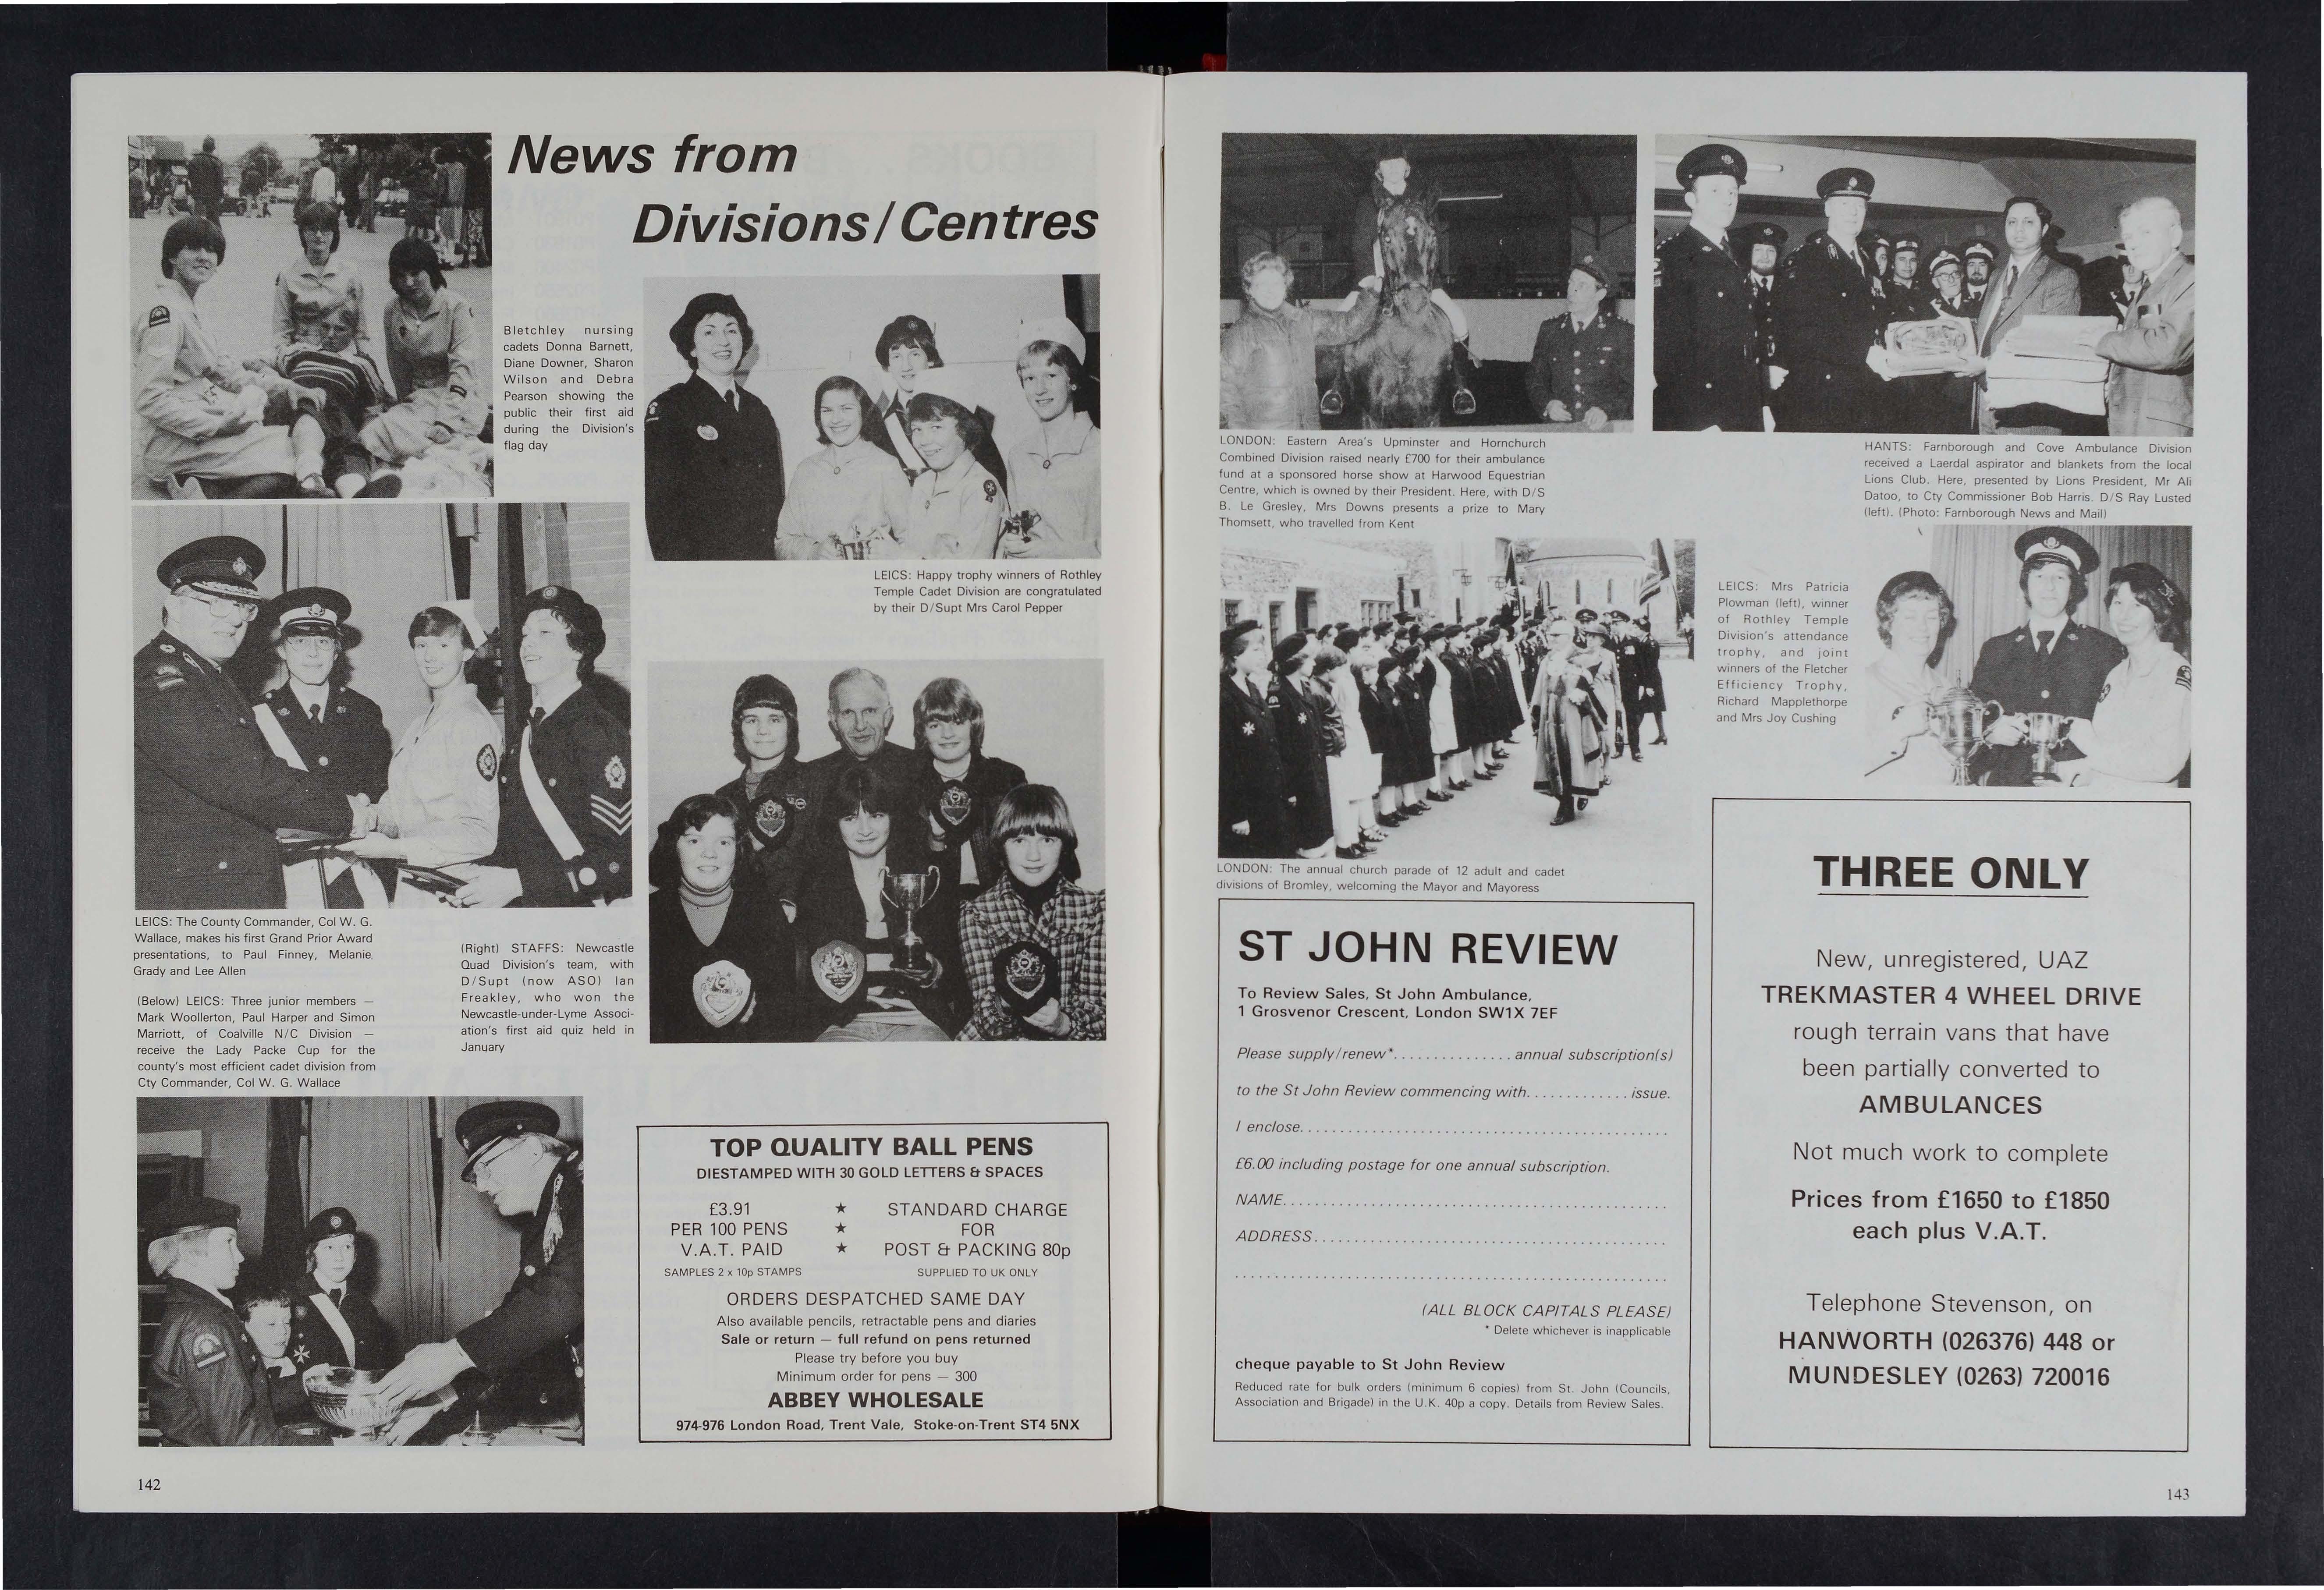 News from
Divisions/Centres
Bletchley nursing
cadets Donna Barnett,
Diane Downer, Sharon
Wilson and Debra
Pearson showing the
public their first aid
during the Division's
flag day
LEICS: Happy trophy winners of Rothley
Temple Cadet Division are congratulated
by their D/Supt Mrs Carol Pepper
LEICS: The County Commander, Col W. G.
Wallace, makes his first Grand Prior Award
presentations, to Paul Finney, Melanie
Grady and Lee Allen
(Below) LEICS: Three junior members —
Mark Woollerton, Paul Harper and Simon
Marriott, of Coalville N/C Division —
receive the Lady Packe Cup for the
county's most efficient cadet division from
Cty Commander, Col W. G. Wallace
(Right) STAFFS: Newcastle
Quad Division's team, with
D/Supt (now ASO) Ian
Freakley, who won the
Newcastle-under-Lyme Associ-
ation's first aid quiz held in
January
TOP QUALITY BALL PENS
DIESTAMPED WITH 30 GOLD LETTERS & SPACES
£3.91 ★ STANDARD CHARGE
PER 100 PENS ★ FOR
V.A.T. PAID ★ POST & PACKING 80p
SAMPLES 2 x 10p STAMPS SUPPLIED TO UK ONLY
ORDERS DESPATCHED SAME DAY
Also available pencils, retractable pens and diaries
Sale or return — full refund on pens returned
Please try before you buy
Minimum order for pens — 300
ABBEY WHOLESALE
974-976 London Road, Trent Vale, Stoke-on-Trent ST4 5NX
142
LONDON: Eastern Area's Upminster and Hornchurch
Combined Division raised nearly £700 for their ambulance
fund at a sponsored horse show at Harwood Equestrian
Centre, which is owned by their President. Here, with D/S
B. Le Gresley, Mrs Downs presents a prize to Mary
Thomsett, who travelled from Kent
HANTS: Farnborough and Cove Ambulance Division
received a Laerdal aspirator and blankets from the local
Lions Club. Here, presented by Lions President, Mr Ali
Datoo, to Cty Commissioner Bob Harris. D/S Ray Lusted
(left). (Photo: Farnborough News and Mail)
LEICS: Mrs Patricia
Plowman (left), winner
of Rothley Temple
Division's attendance
trophy, and joint
winners of the Fletcher
Efficiency Trophy,
Richard Mapplethorpe
and Mrs Joy Cushing
LONDON: The annual church parade of 12 adult and cadet
divisions of Bromley, welcoming the Mayor and Mayoress
ST JOHN REVIEW
To Review Sales, St John Ambulance,
1 Grosvenor Crescent, London SW1X 7EF
Please supply/renew*............... annual subscription(s)
to the St John Review commencing with............. issue.
I enclose..............................................
£6.00 including postage for one annual subscription.
NAME................................................
ADDRESS............................................
......................................................
(ALL BLOCK CAPITALS PLEASE)
* Delete whichever is inapplicable
cheque payable to St John Review
Reduced rate for bulk orders (minimum 6 copies) from St. John (Councils,
Association and Brigade) in the U.K. 40p a copy. Details from Review Sales.
THREE ONLY
New, unregistered, UAZ
TREKMASTER 4 WHEEL DRIVE
rough terrain vans that have
been partially converted to
AMBULANCES
Not much work to complete
Prices from £1650 to £1850
each plus V.A.T.
Telephone Stevenson, on
HANWORTH (026376) 448 or
MUNDESLEY (0263) 720016
143